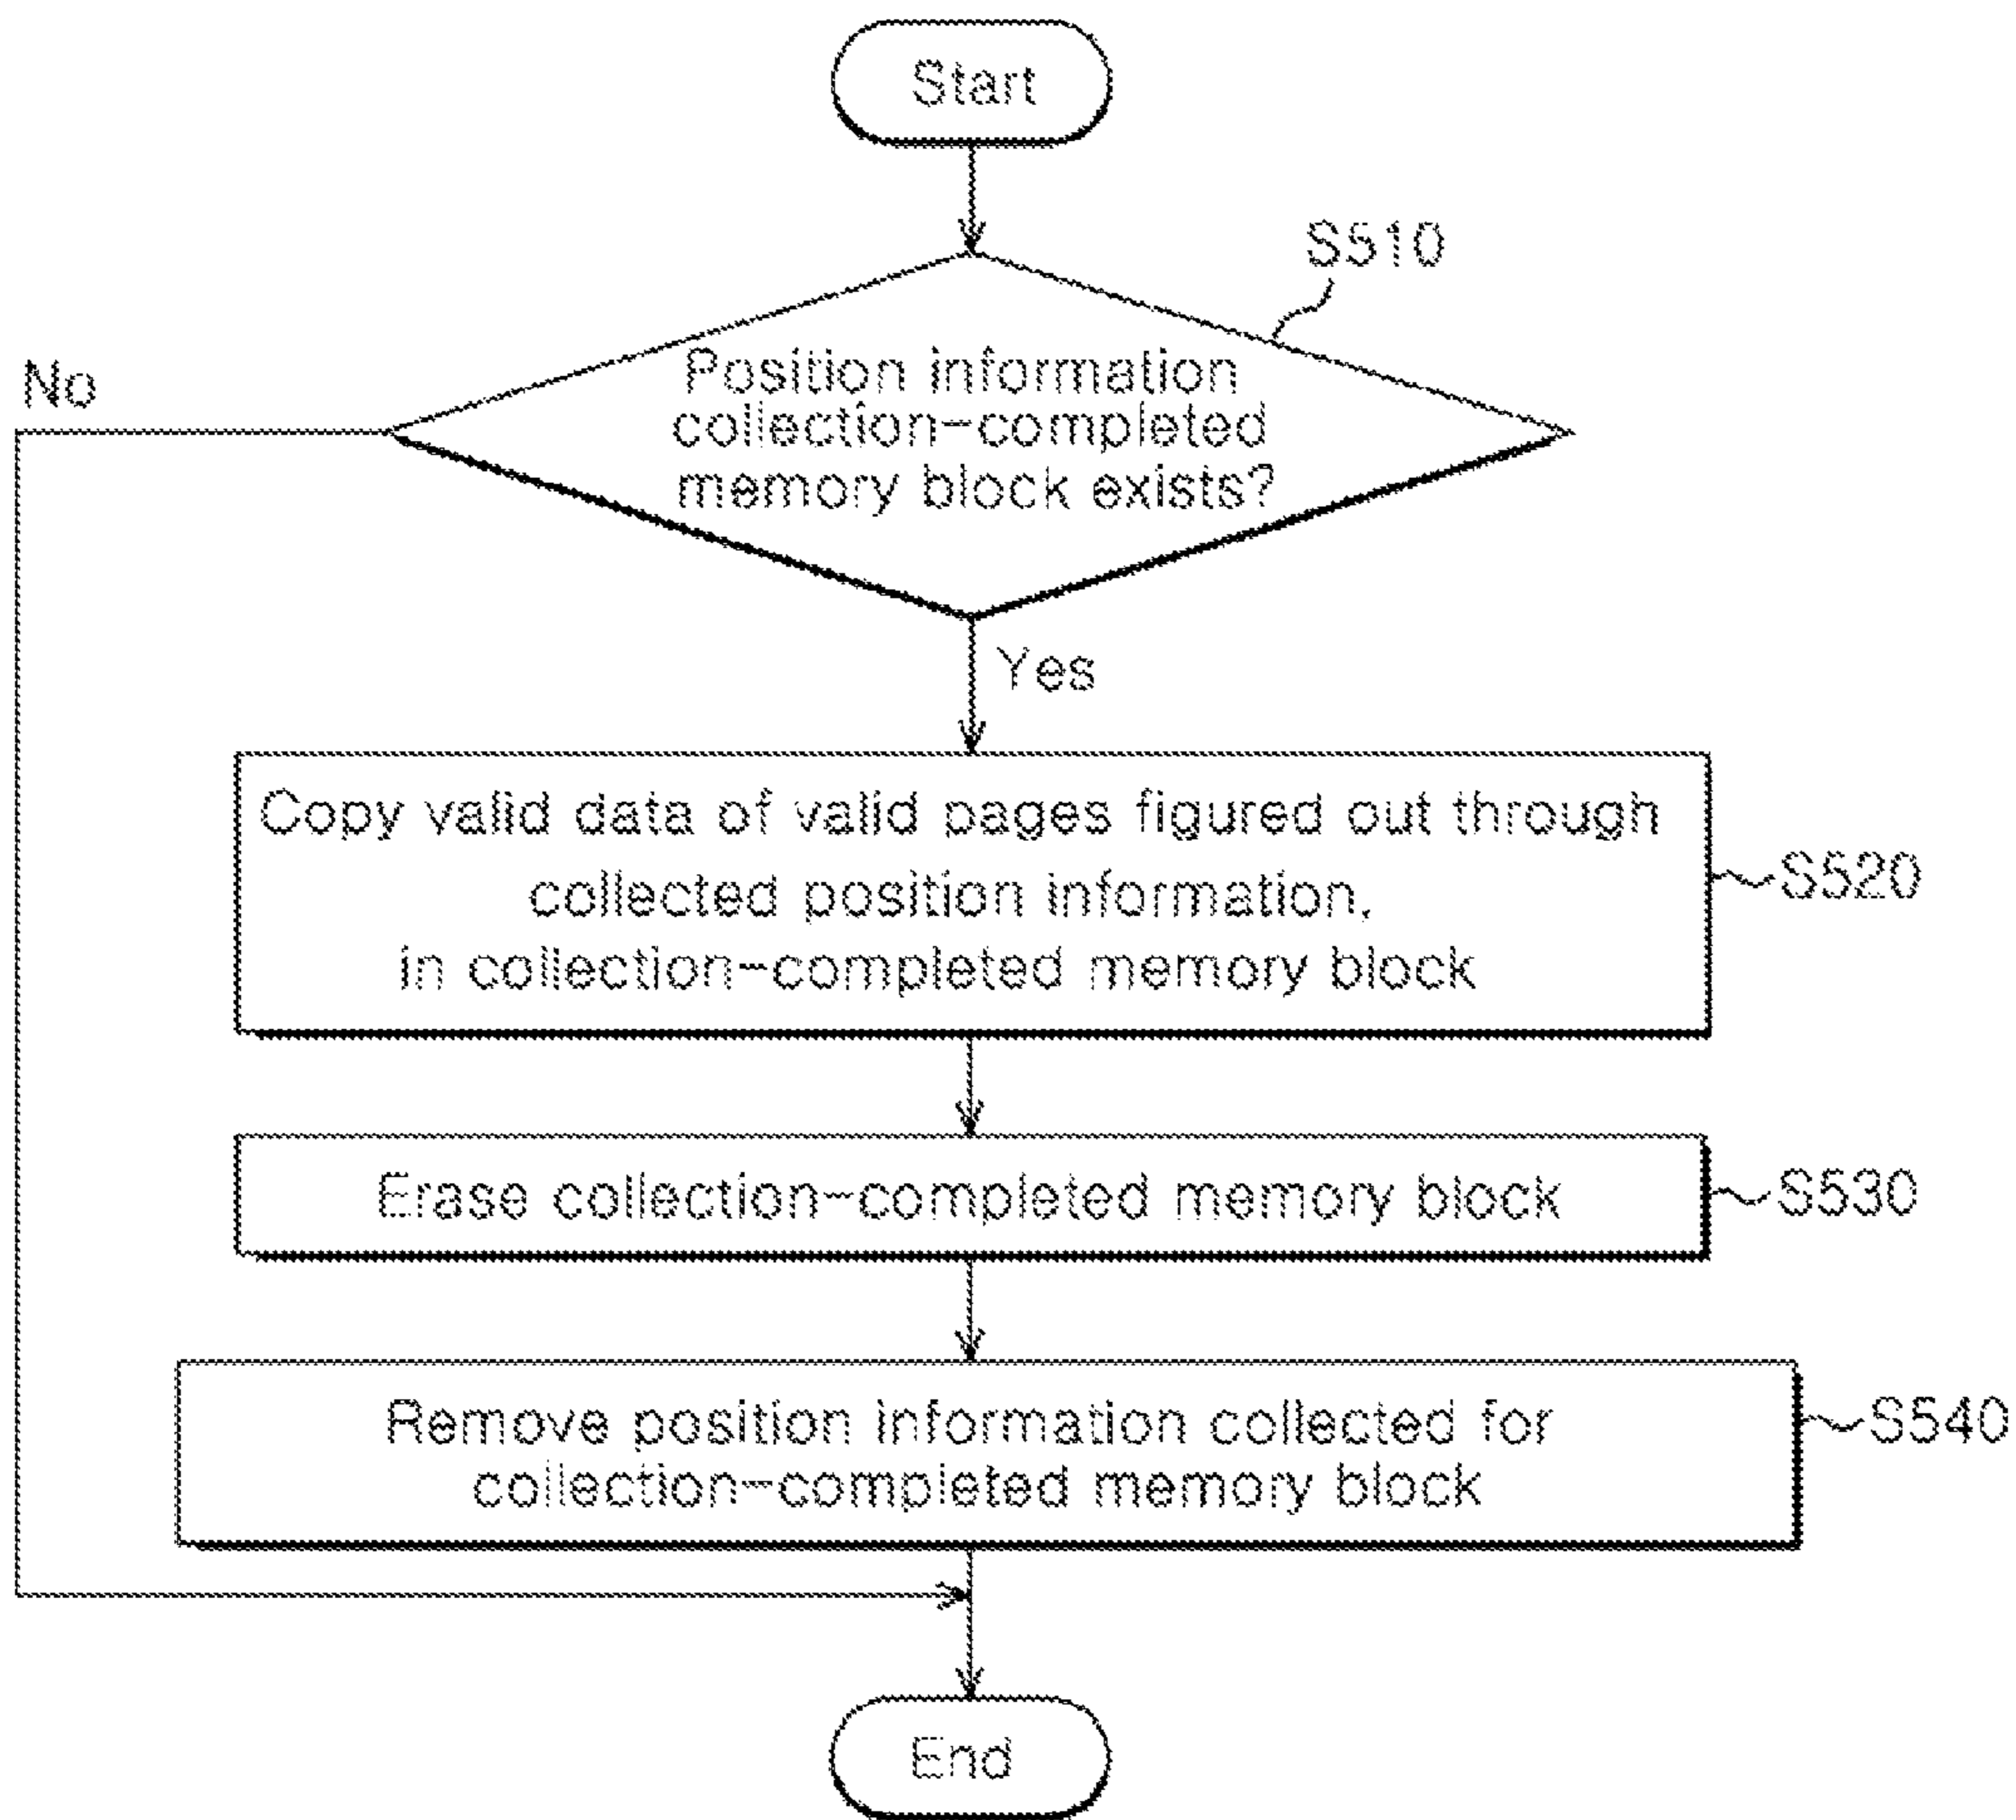 Start
S510
No
Position information
collection-completed
memory block exists?
Yes
Copy valid data of valid pages figured out through
collected position information,
in collection-completed memory block
S520
Erase collection-completed memory block
S530
Remove position information collected for
collection-completed memory block
S540
End